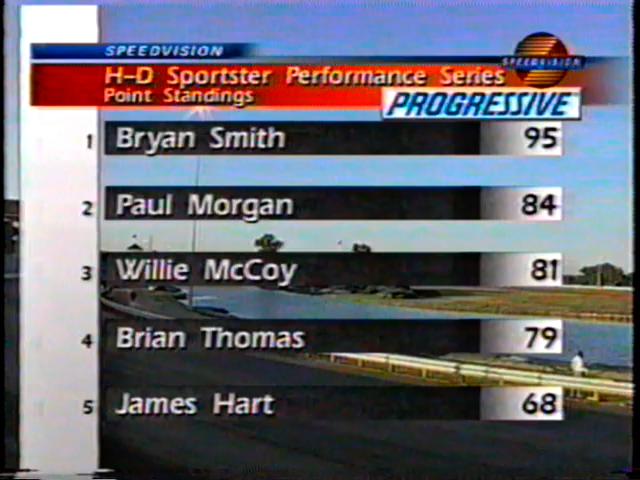 SPEEDVISION
SPEEDVISION
H-D Sportster Performance Series
Point Standings
PROGRESSIVE
1 Bryan Smith 95
2 Paul Morgan 84
3 Willie McCoy 81
4 Brian Thomas 79
5 James Hart 68